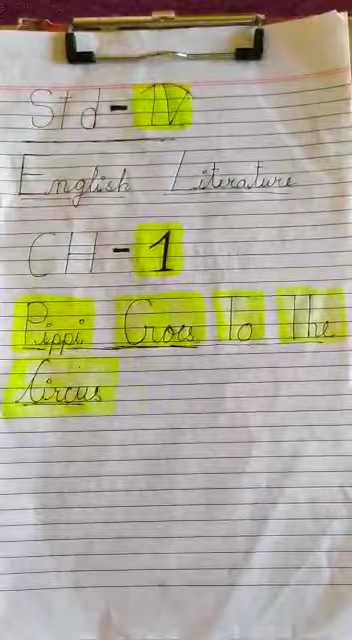 Std - IV
English Literature
CH - 1
Pippi Goes To The
Circus